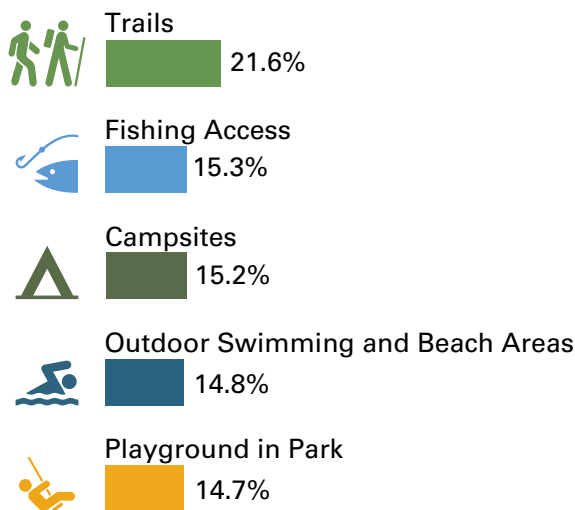 Trails
21.6%
Fishing Access
15.3%
Campsites
15.2%
Outdoor Swimming and Beach Areas
14.8%
Playground in Park
14.7%